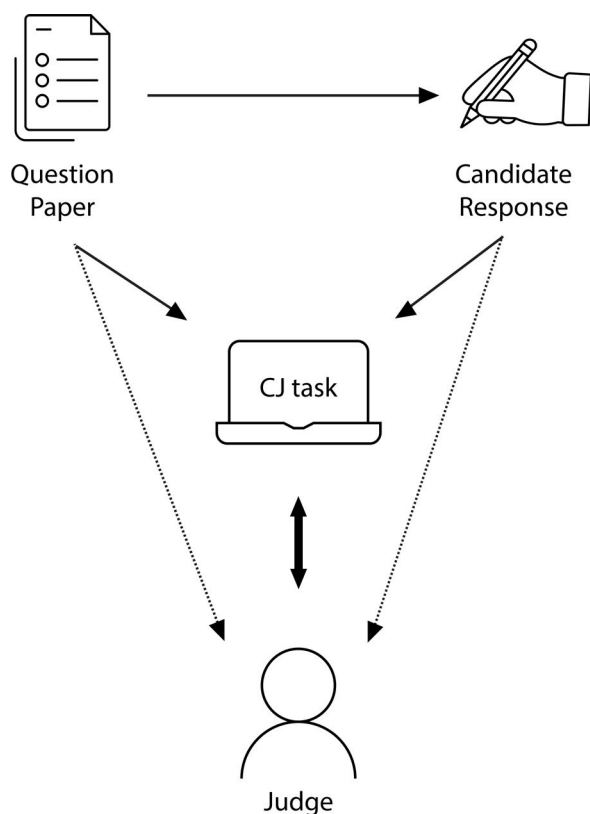 Question
Paper
Candidate
Response
CJ task
Judge